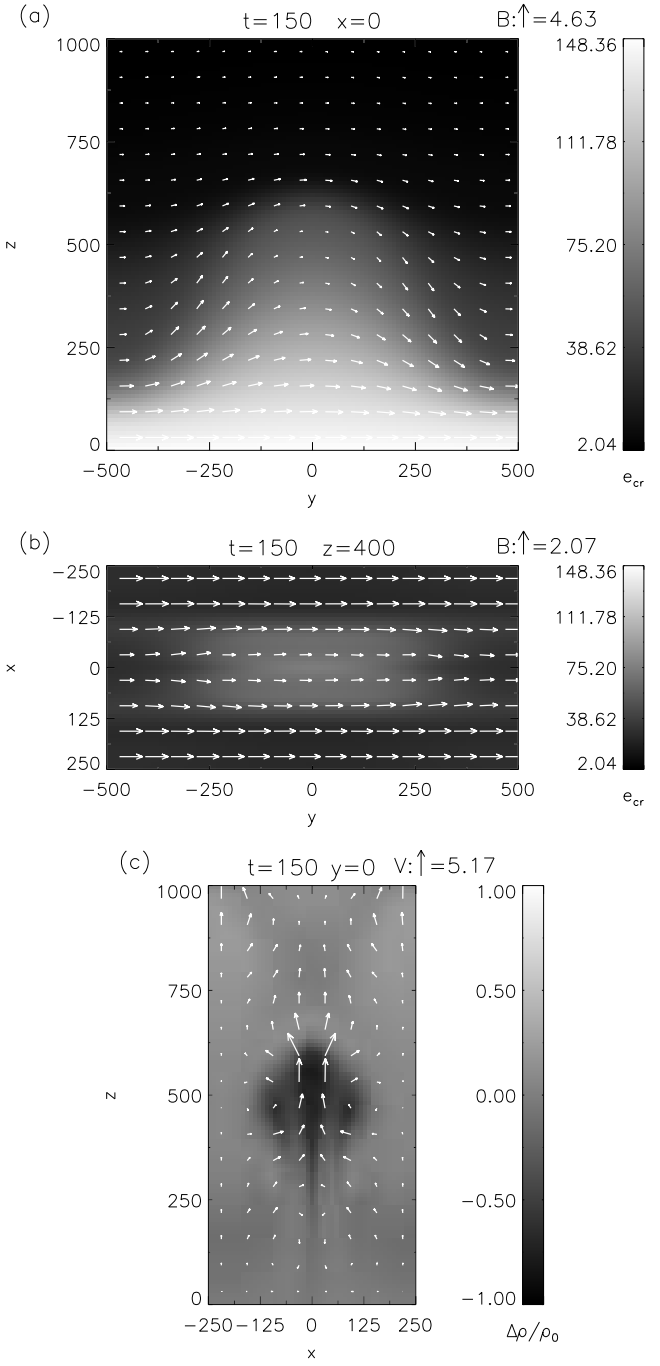 (a)
t=150 x=0 B:↑=4.63
1000
750
500
250
0
z
−500 −250 0 250 500
y
148.36
111.78
75.20
38.62
2.04
e_cr
(b)
t=150 z=400 B:↑=2.07
−250
−125
0
125
250
x
−500 −250 0 250 500
y
148.36
111.78
75.20
38.62
2.04
e_cr
(c)
t=150 y=0 V:↑=5.17
1000
750
500
250
0
z
−250 −125 0 125 250
x
1.00
0.50
0.00
−0.50
−1.00
Δρ/ρ₀